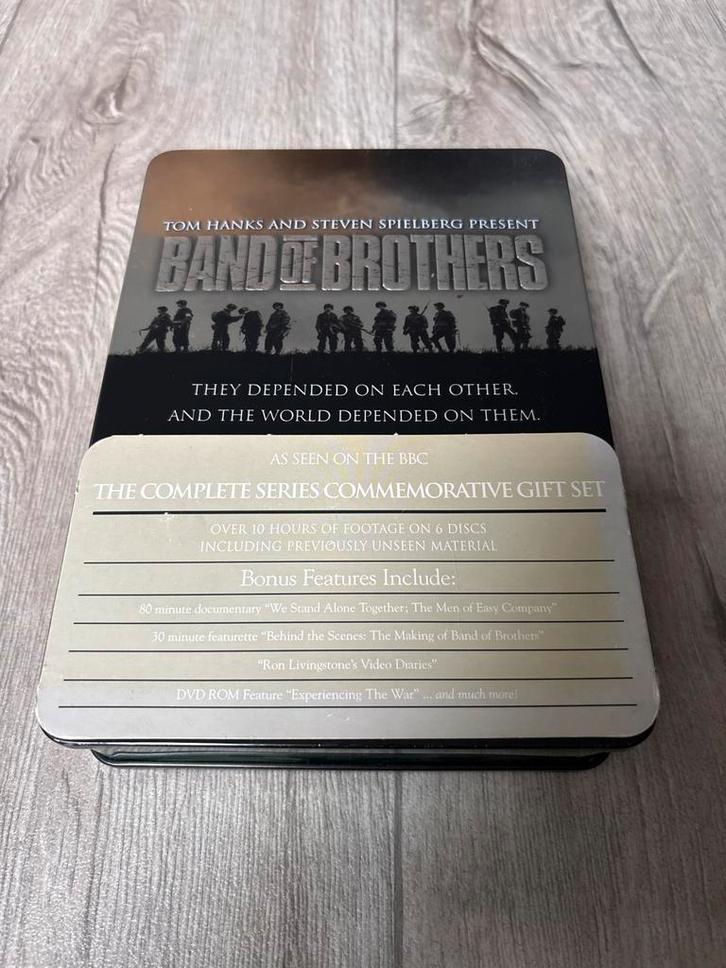 TOM HANKS AND STEVEN SPIELBERG PRESENT
BAND OF BROTHERS
THEY DEPENDED ON EACH OTHER.
AND THE WORLD DEPENDED ON THEM.
AS SEEN ON THE BBC
THE COMPLETE SERIES COMMEMORATIVE GIFT SET
OVER 10 HOURS OF FOOTAGE ON 6 DISCS
INCLUDING PREVIOUSLY UNSEEN MATERIAL
Bonus Features Include:
80 minute documentary "We Stand Alone Together; The Men of Easy Company"
30 minute featurette "Behind the Scenes: The Making of Band of Brothers"
"Ron Livingstone's Video Diaries"
DVD ROM Feature "Experiencing The War" ... and much more!